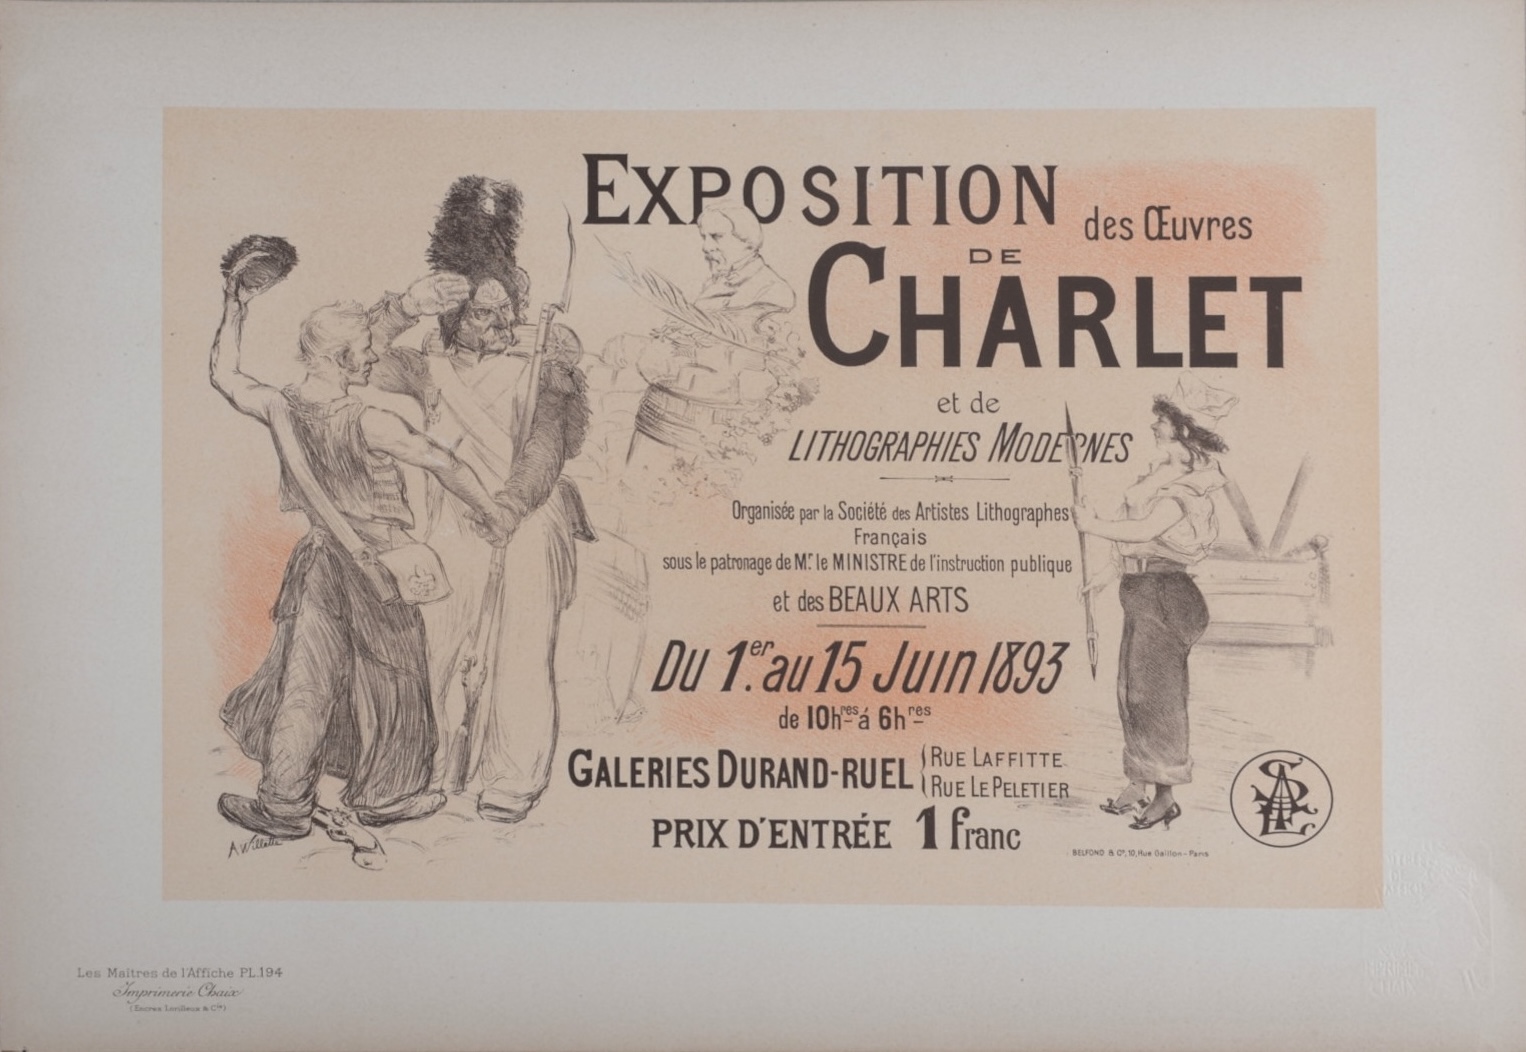 EXPOSITION des Œuvres
DE
CHARLET
et de
LITHOGRAPHIES MODERNES
Organisée par la Société des Artistes Lithographes
Français
sous le patronage de Mr. le MINISTRE de l'instruction publique
et des BEAUX ARTS
Du 1.er au 15 Juin 1893
de 10hres á 6hres
GALERIES DURAND-RUEL
RUE LAFFITTE
RUE LE PELETIER
PRIX D'ENTRÉE 1 franc
A Willette
BELFOND & Cie, 10, Rue Gaillon - Paris
Les Maîtres de l'Affiche PL.194
Imprimerie Chaix
(Encres Lorilleux & Cie)